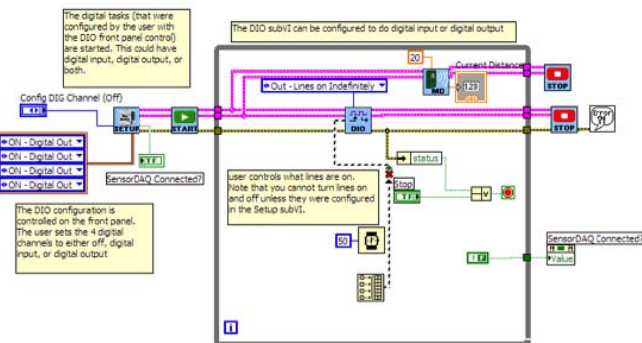 The digital tasks (that were
configured by the user with
the DIO front panel control)
are started. This could have
digital input, digital output, or
both.
The DIO subVI can be configured to do digital input or digital output
20
Current Distance
MD
1.23
STOP
Out - Lines on Indefinitely
Config DIG Channel (Off)
SETUP
START
DIO
STOP
Error
?!
ON - Digital Out
ON - Digital Out
ON - Digital Out
ON - Digital Out
TF
SensorDAQ Connected?
status
user controls what lines are on.
Note that you cannot turn lines on
and off unless they were configured
in the Setup subVI.
Stop
TF
V
The DIO configuration is
controlled on the front panel.
The user sets the 4 digital
channels to either off, digital
input, or digital output
50
SensorDAQ Connected?
Value
F
i